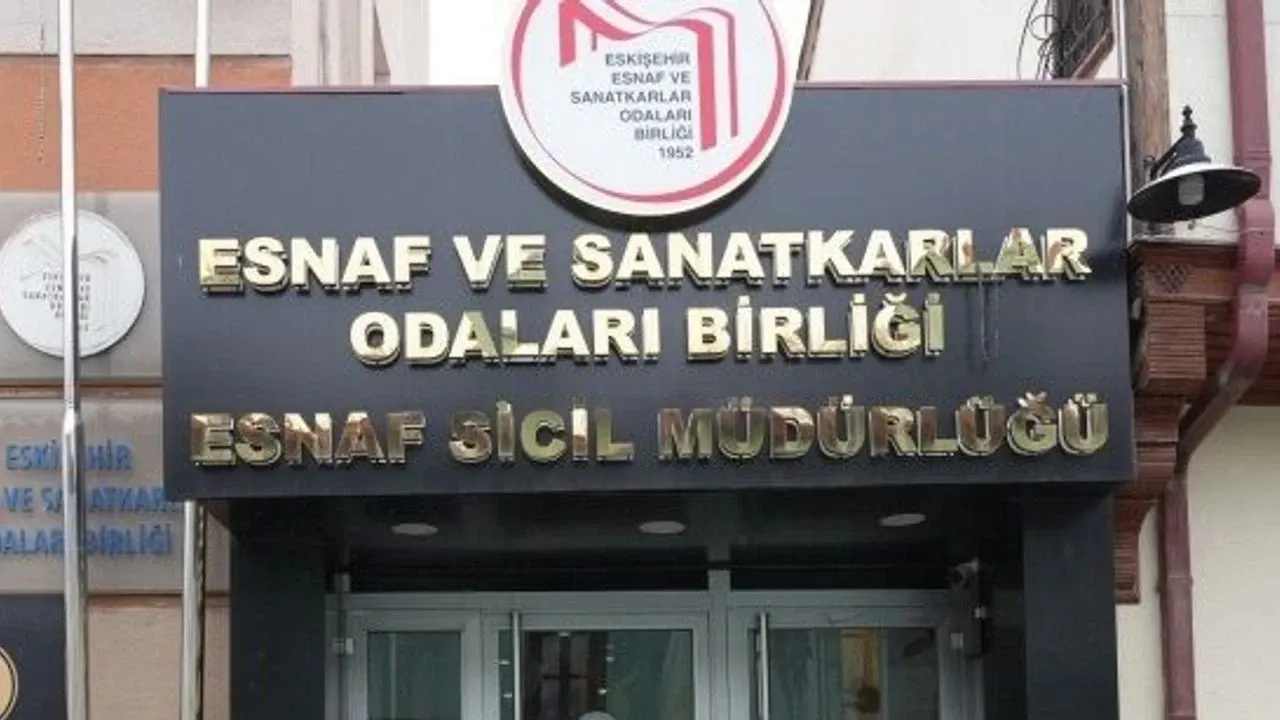 ESKİŞEHİR
ESNAF VE
SANATKARLAR
ODALARI
BİRLİĞİ
1952
ESNAF VE SANATKARLAR
ODALARI BİRLİĞİ
ESNAF SİCİL MÜDÜRLÜĞÜ
ESKİŞEHİR
VE SANATKARL
ALARI BİRLİĞİ